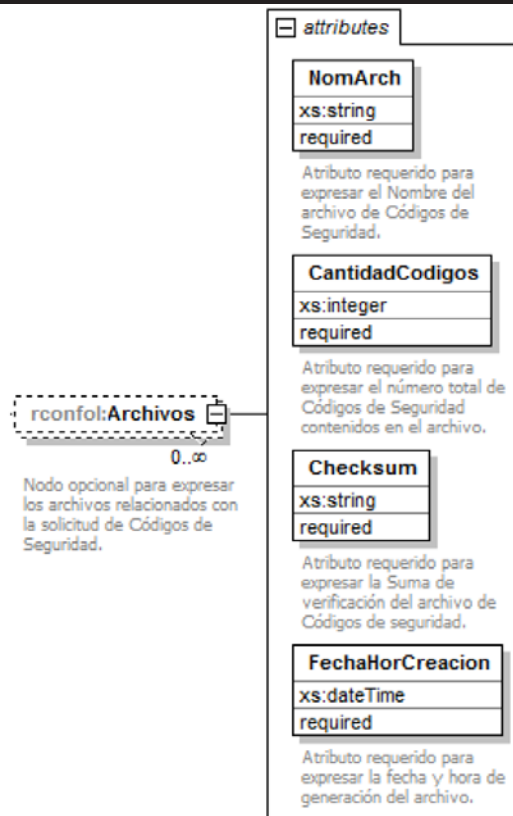 attributes
NomArch
xs:string
required
Atributo requerido para
expresar el Nombre del
archivo de Códigos de
Seguridad.
CantidadCodigos
xs:integer
required
Atributo requerido para
expresar el número total de
Códigos de Seguridad
contenidos en el archivo.
rconfol:Archivos
0..∞
Nodo opcional para expresar
los archivos relacionados con
la solicitud de Códigos de
Seguridad.
Checksum
xs:string
required
Atributo requerido para
expresar la Suma de
verificación del archivo de
Códigos de seguridad.
FechaHorCreacion
xs:dateTime
required
Atributo requerido para
expresar la fecha y hora de
generación del archivo.